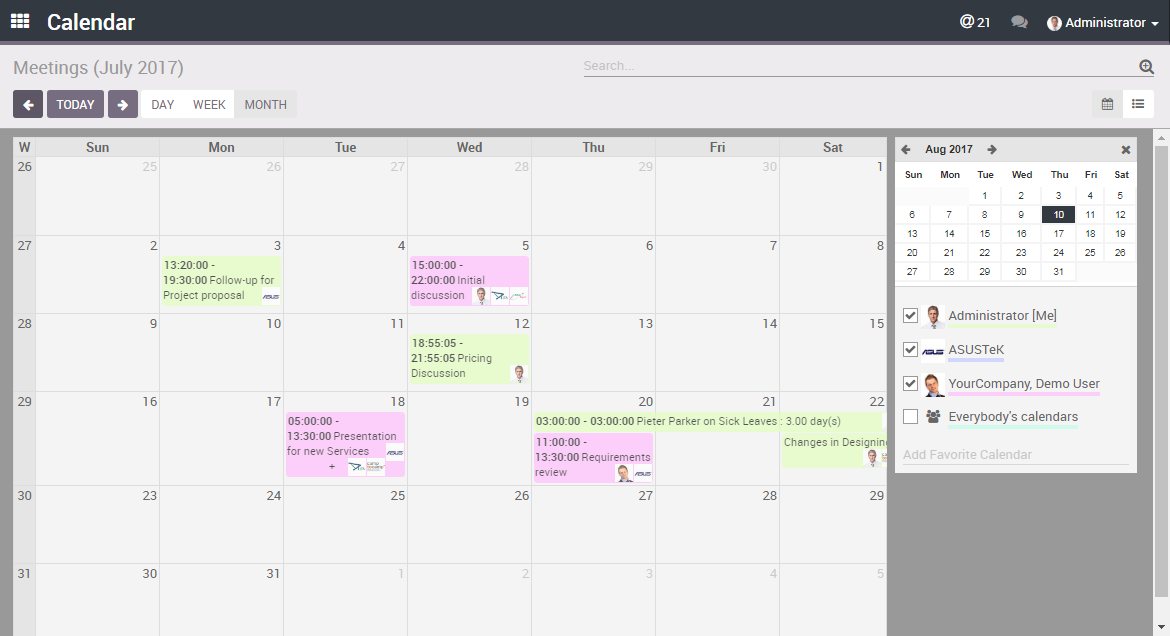 Calendar
@ 21
Administrator
Meetings (July 2017)
Search...
TODAY
DAY WEEK MONTH
W Sun Mon Tue Wed Thu Fri Sat
26 25 26 27 28 29 30 1
27 2 3 4 5 6 7 8
13:20:00 -
19:30:00 Follow-up for
Project proposal
ASUS
15:00:00 -
22:00:00 Initial
discussion
28 9 10 11 12 13 14 15
18:55:05 -
21:55:05 Pricing
Discussion
29 16 17 18 19 20 21 22
05:00:00 -
13:30:00 Presentation
for new Services
ASUS
+
03:00:00 - 03:00:00 Pieter Parker on Sick Leaves : 3.00 day(s)
11:00:00 -
13:30:00 Requirements
review
ASUS
Changes in Designing
30 23 24 25 26 27 28 29
31 30 31 1 2 3 4 5
Aug 2017
Sun Mon Tue Wed Thu Fri Sat
1 2 3 4 5
6 7 8 9 10 11 12
13 14 15 16 17 18 19
20 21 22 23 24 25 26
27 28 29 30 31
Administrator [Me]
ASUS ASUSTeK
YourCompany, Demo User
Everybody's calendars
Add Favorite Calendar